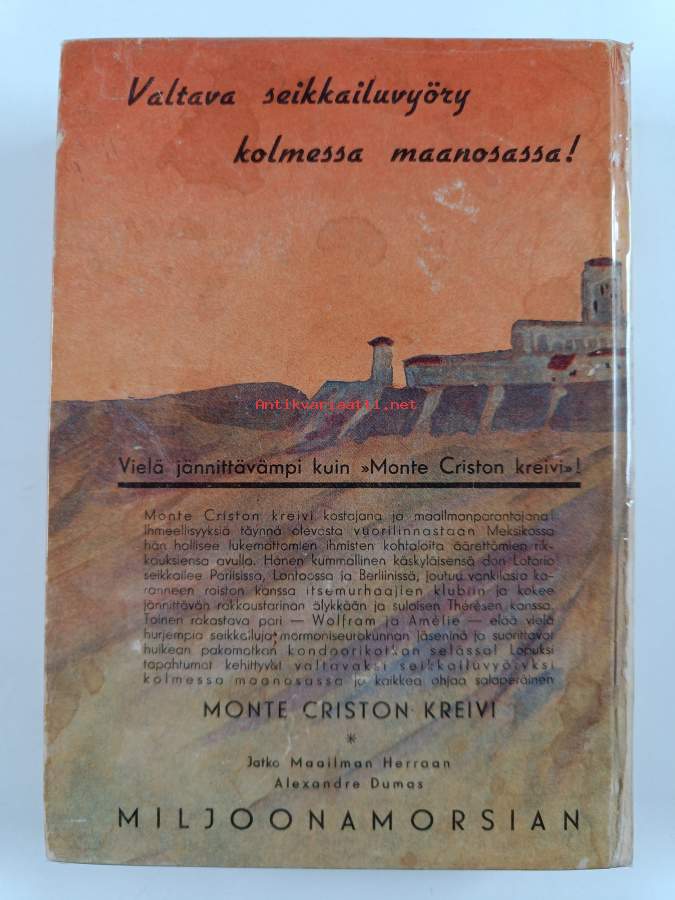 Valtava seikkailuvyöry
kolmessa maanosassa!
Antikvariaatti.net
Vielä jännittävämpi kuin »Monte Criston kreivi»!
Monte Criston kreivi kostajana ja maailmanparantajana!
Ihmeellisyyksiä täynnä olevasta vuorilinnastaan Meksikossa
hän hallisee lukemattomien ihmisten kohtaloita äärettömien rik-
kauksiensa avulla. Hänen kummallinen käskyläisensä don Lotario
seikkailee Pariisissa, Lontoossa ja Berliinissä, joutuu vankilasta ka-
ranneen roiston kanssa itsemurhaajien klubiin ja kokee
jännittävän rakkaustarinan älykkään ja suloisen Thérèsen kanssa.
Toinen rakastava pari — Wolfram ja Amélie — elää vielä
hurjempia seikkailuja mormoniseurakunnan jäseninä ja suorittavat
huikean pakomatkan kondoorikotkan selässä! Lopuksi
tapahtumat kehittyvät valtavaksi seikkailuvyöryksi
kolmessa maanosassa ja kaikkea ohjaa salaperäinen
MONTE CRISTON KREIVI
*
Jatko Maailman Herraan
Alexandre Dumas
MILJOONAMORSIAN